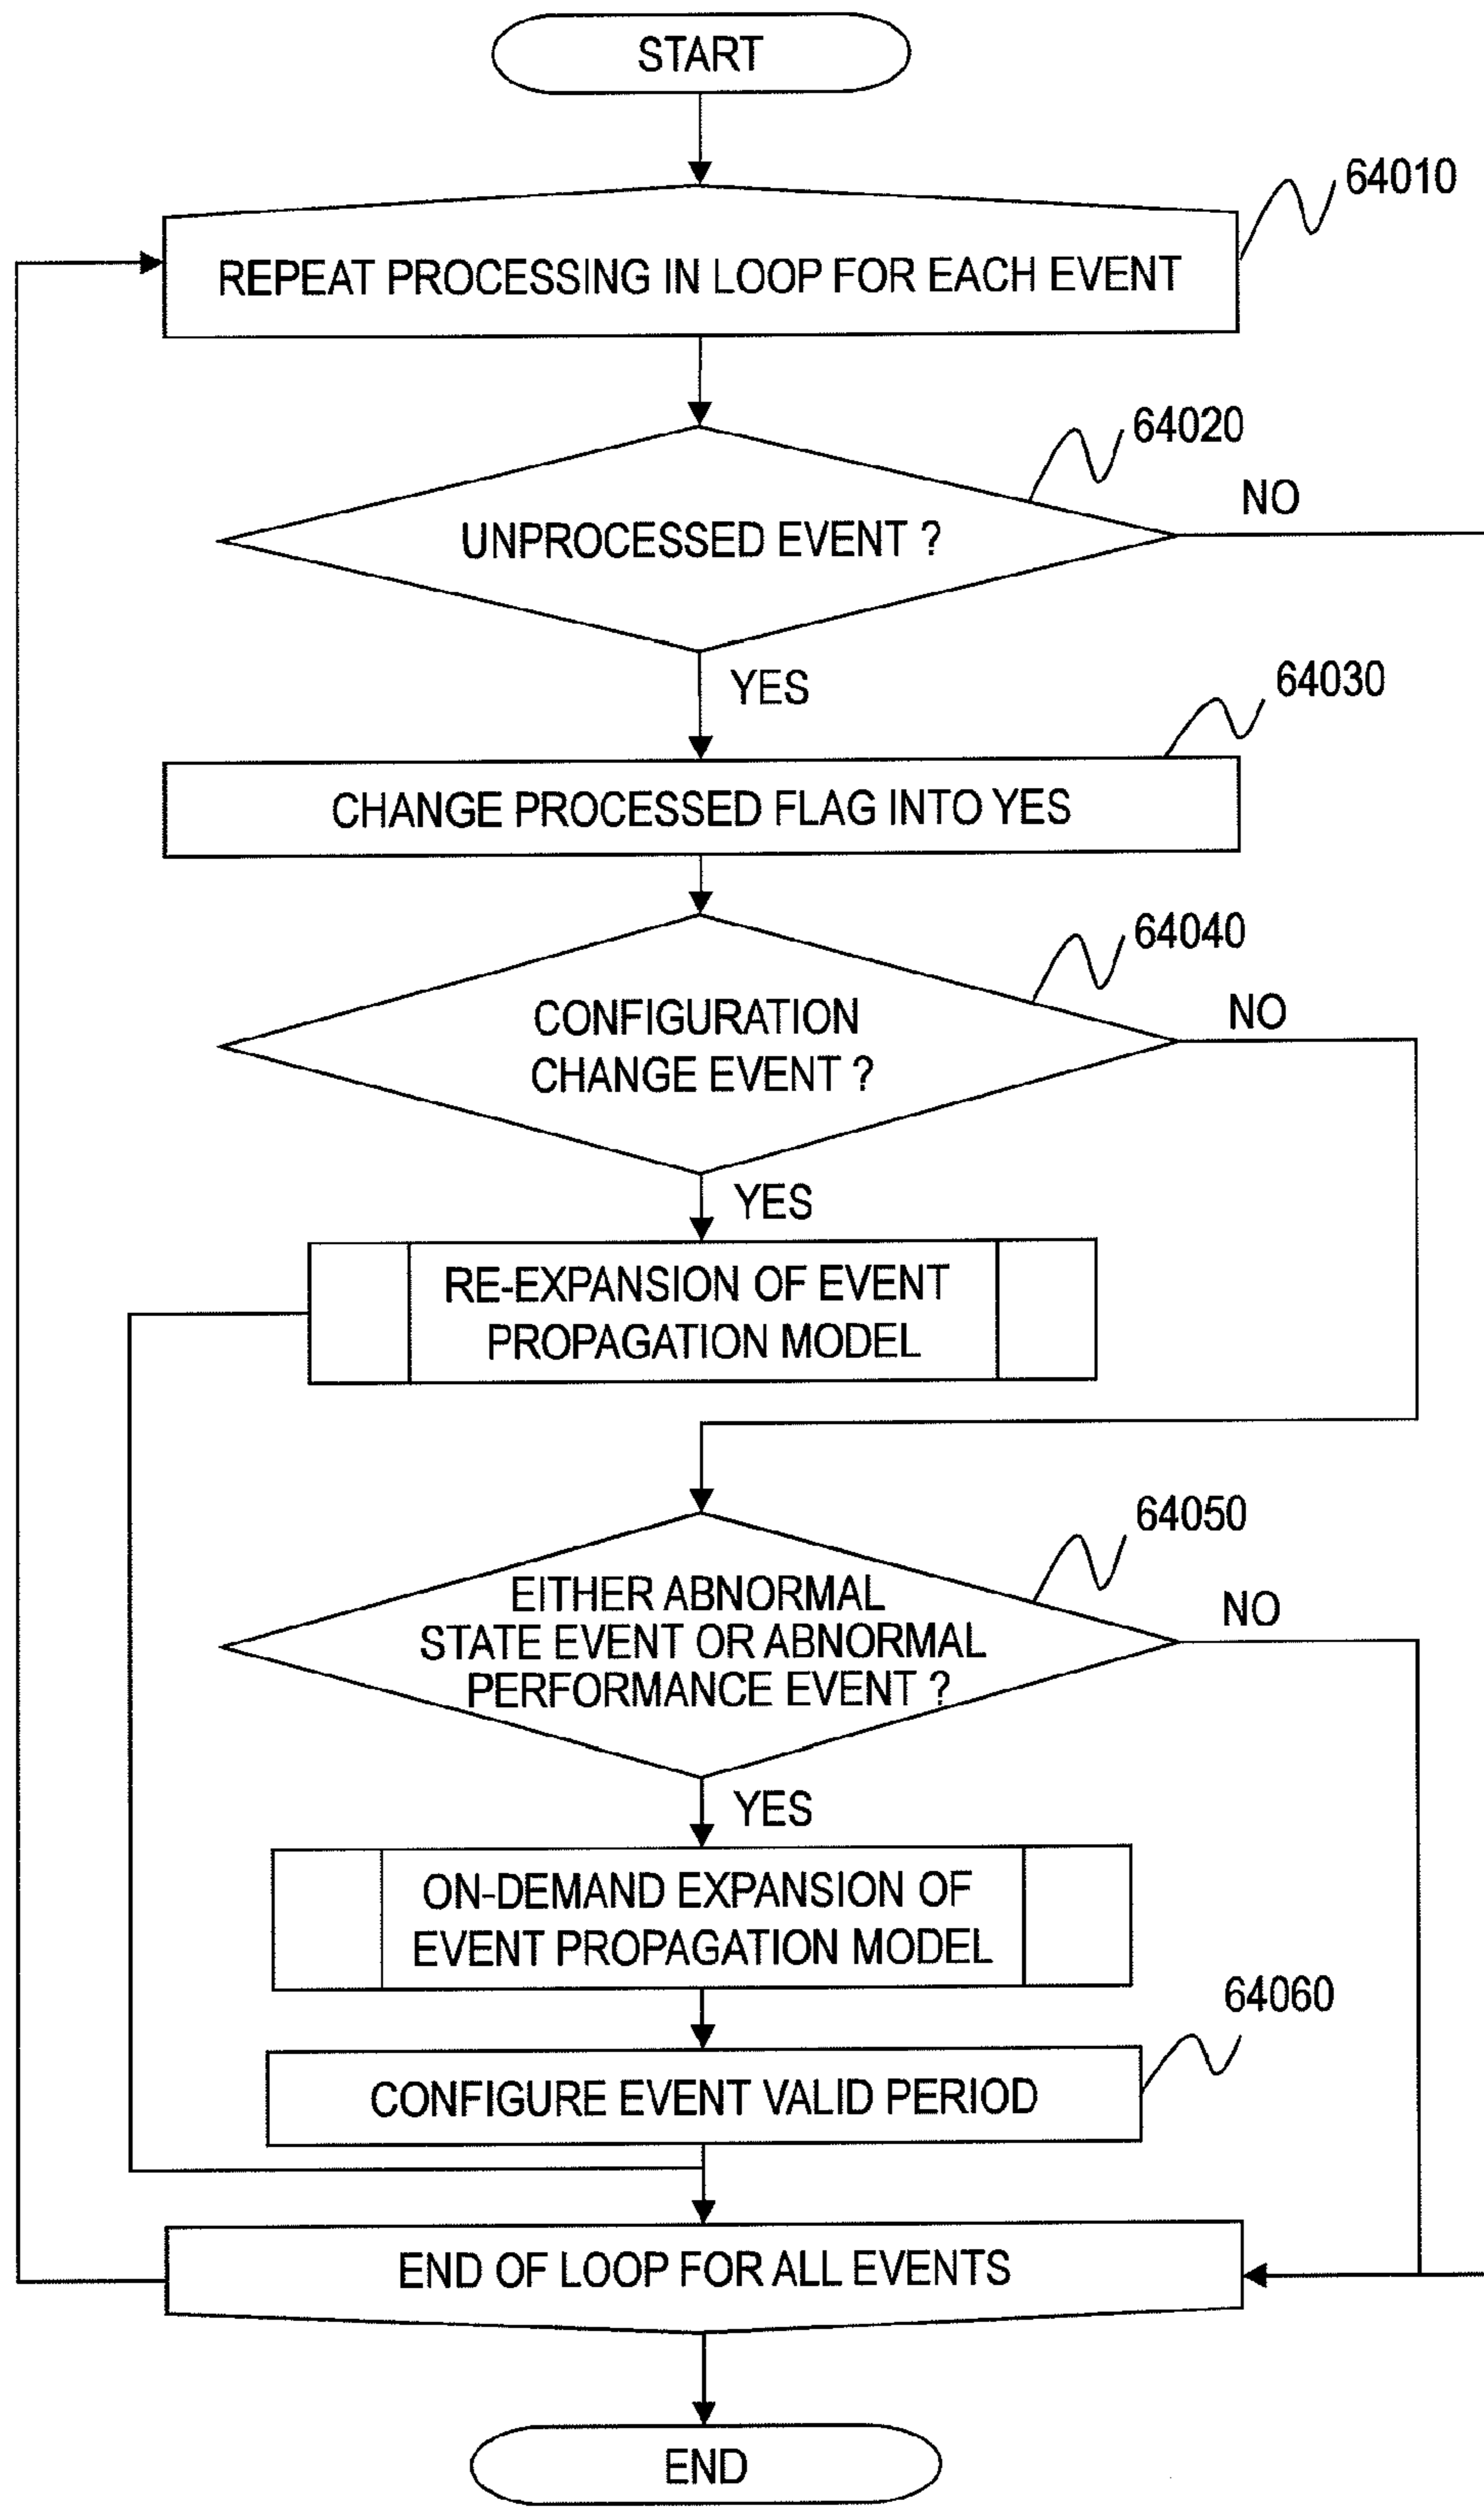 START
64010
REPEAT PROCESSING IN LOOP FOR EACH EVENT
64020
NO
UNPROCESSED EVENT ?
YES
64030
CHANGE PROCESSED FLAG INTO YES
64040
NO
CONFIGURATION
CHANGE EVENT ?
YES
RE-EXPANSION OF EVENT
PROPAGATION MODEL
64050
EITHER ABNORMAL
NO
STATE EVENT OR ABNORMAL
PERFORMANCE EVENT ?
YES
ON-DEMAND EXPANSION OF
EVENT PROPAGATION MODEL
64060
CONFIGURE EVENT VALID PERIOD
END OF LOOP FOR ALL EVENTS
END